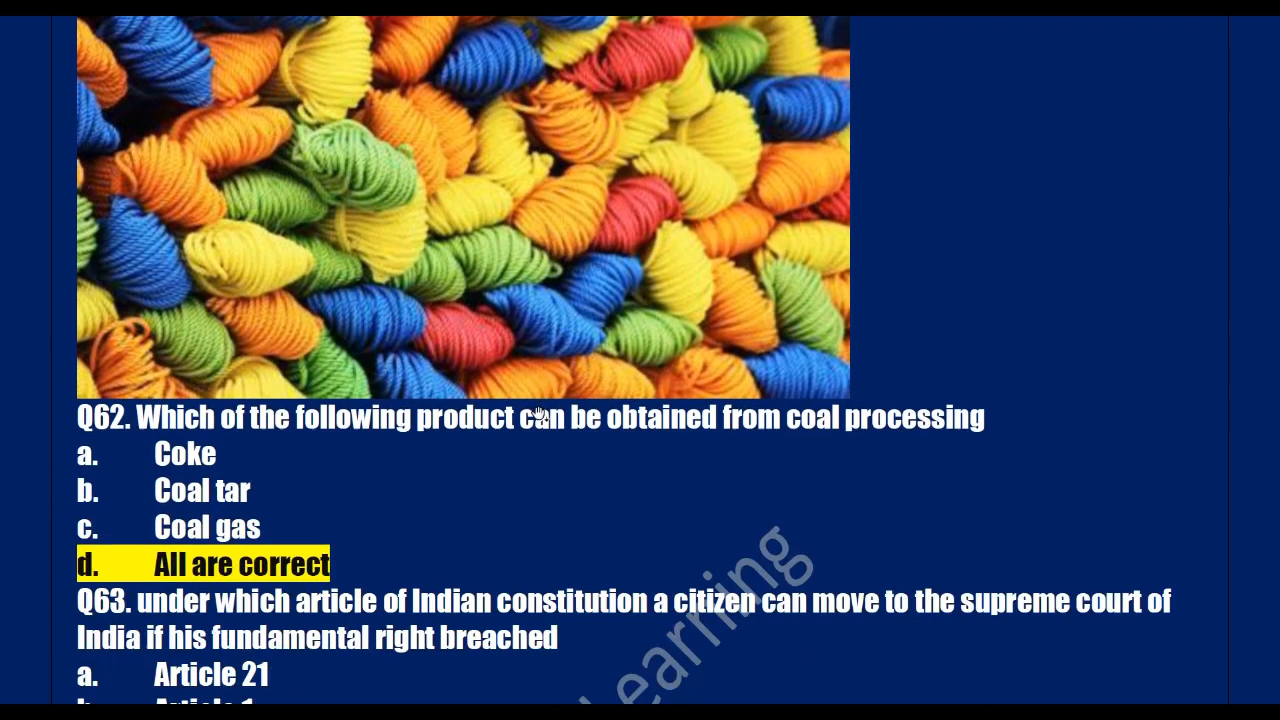 Q62. Which of the following product can be obtained from coal processing
a. Coke
b. Coal tar
c. Coal gas
d. All are correct
Q63. under which article of Indian constitution a citizen can move to the supreme court of
India if his fundamental right breached
a. Article 21
Learning